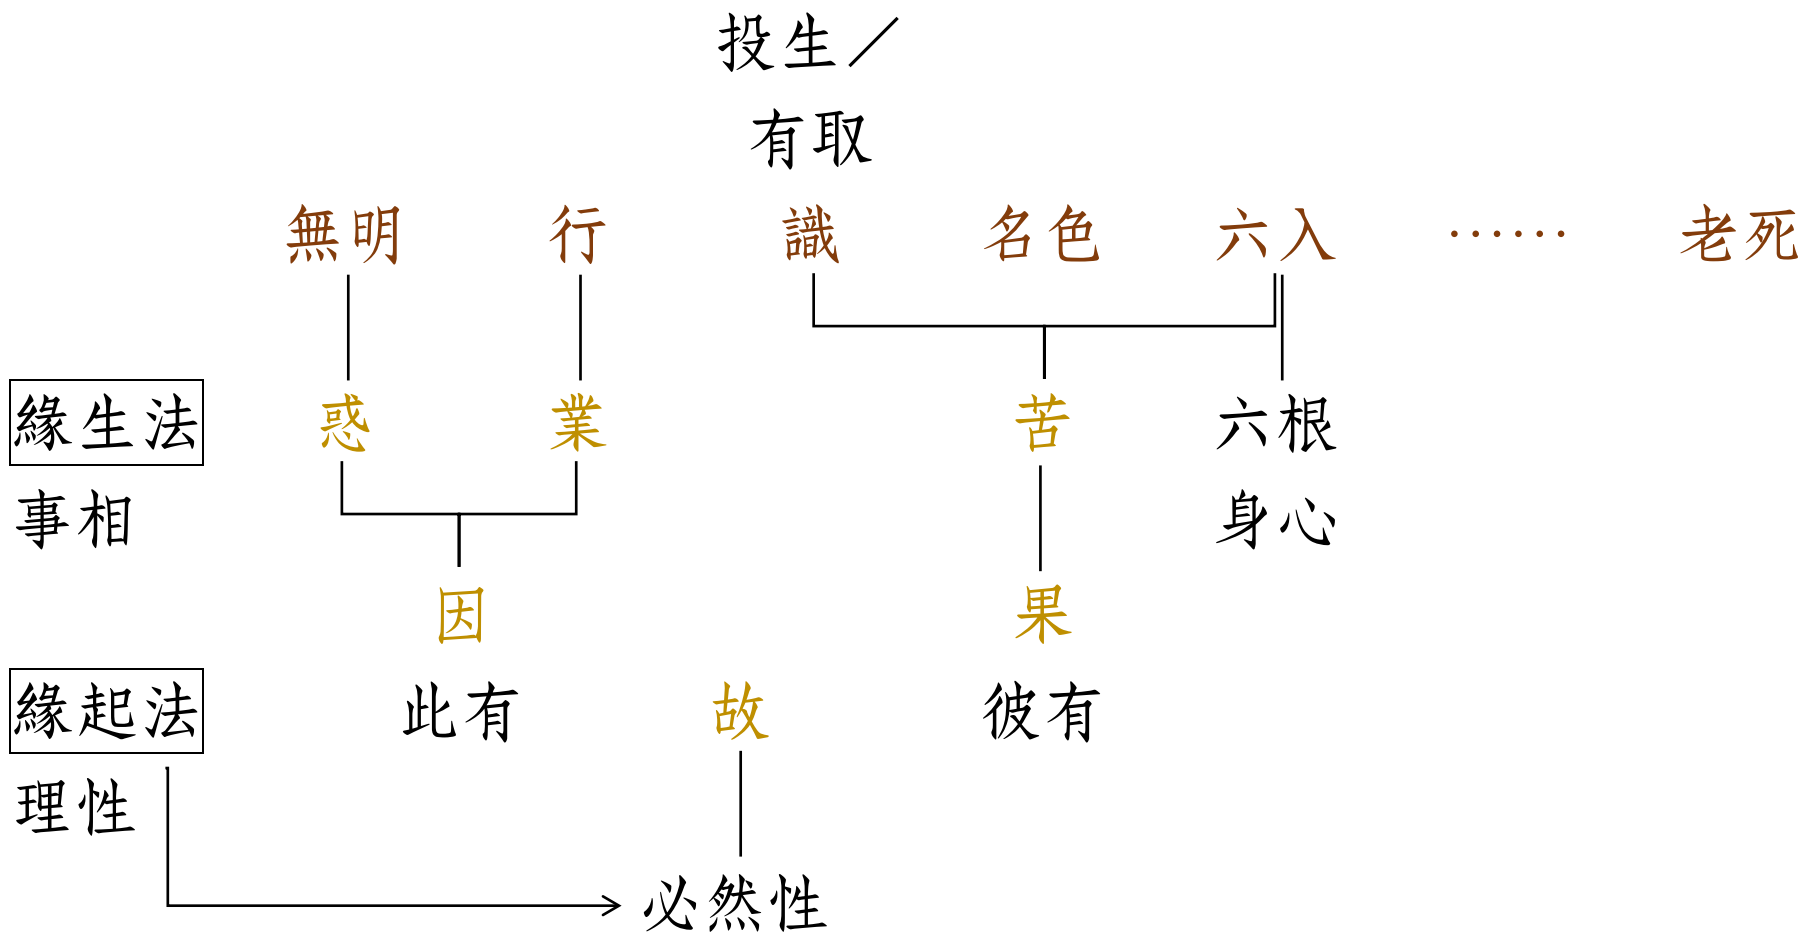 投生／
有取
無明 行 識 名色 六入 …… 老死
緣生法 惑 業 苦 六根
事相 身心
因 果
緣起法 此有 故 彼有
理性
必然性